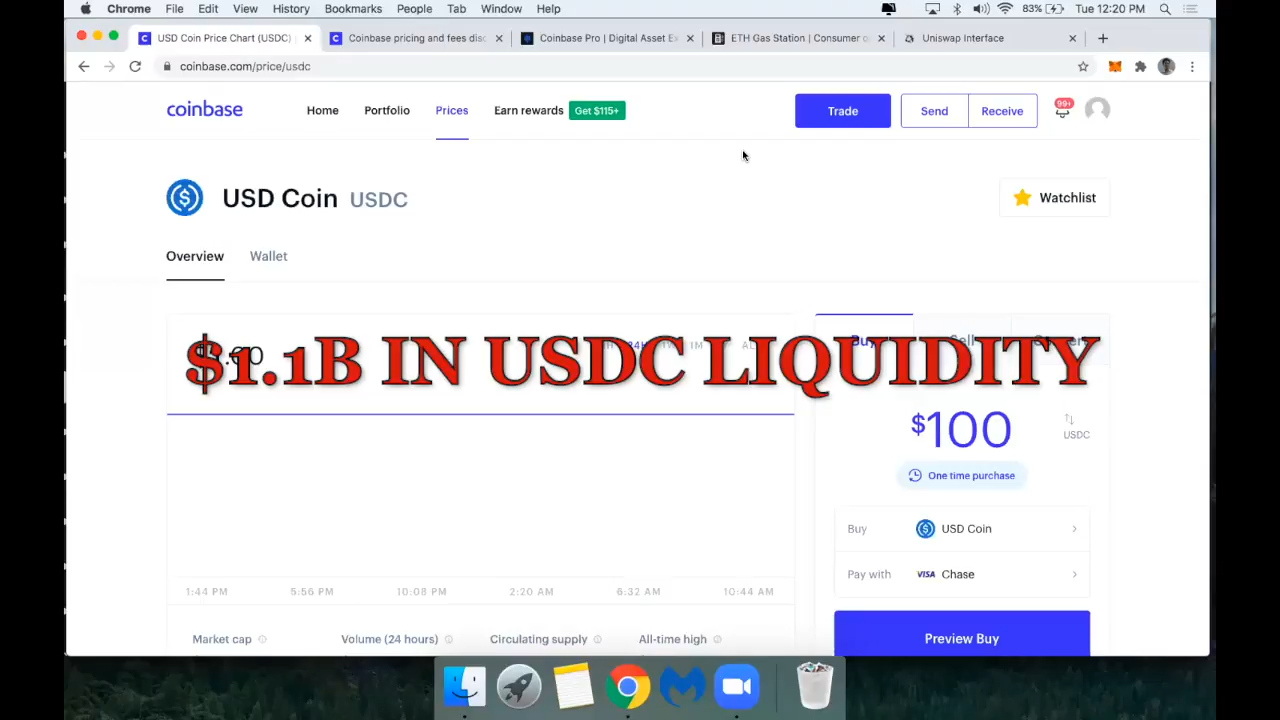 Chrome File Edit View History Bookmarks People Tab Window Help 83% Tue 12:20 PM
USD Coin Price Chart (USDC) Coinbase pricing and fees disc Coinbase Pro | Digital Asset Ex ETH Gas Station | Consumer o Uniswap Interface
coinbase.com/price/usdc
coinbase Home Portfolio Prices Earn rewards Get $115+ Trade Send Receive 99+
USD Coin USDC Watchlist
Overview Wallet
$1.1B IN USDC LIQUIDITY
$100
USDC
One time purchase
Buy USD Coin
Pay with VISA Chase
1:44 PM 5:56 PM 10:08 PM 2:20 AM 6:32 AM 10:44 AM
Market cap Volume (24 hours) Circulating supply All-time high Preview Buy